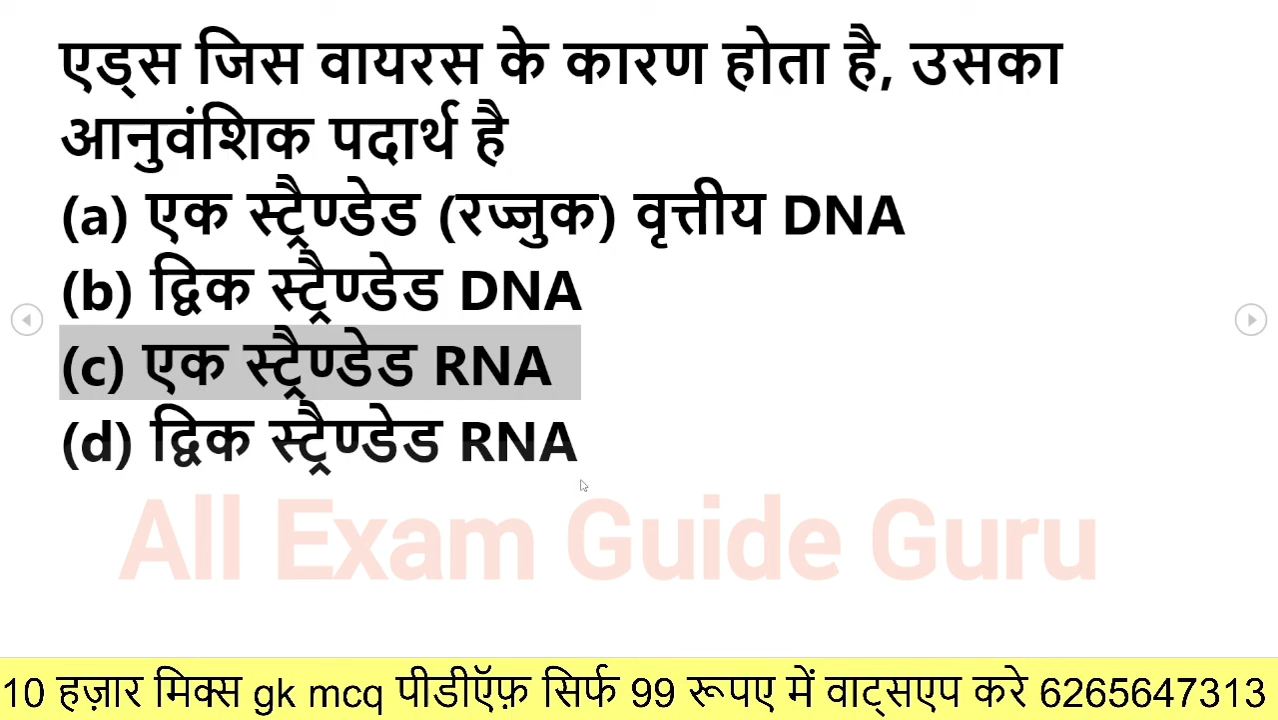 एड्स जिस वायरस के कारण होता है, उसका
आनुवंशिक पदार्थ है
(a) एक स्ट्रैण्डेड (रज्जुक) वृत्तीय DNA
(b) द्विक स्ट्रैण्डेड DNA
(c) एक स्ट्रैण्डेड RNA
(d) द्विक स्ट्रैण्डेड RNA
All Exam Guide Guru
10 हज़ार मिक्स gk mcq पीडीऍफ़ सिर्फ 99 रूपए में वाट्सएप करे 6265647313